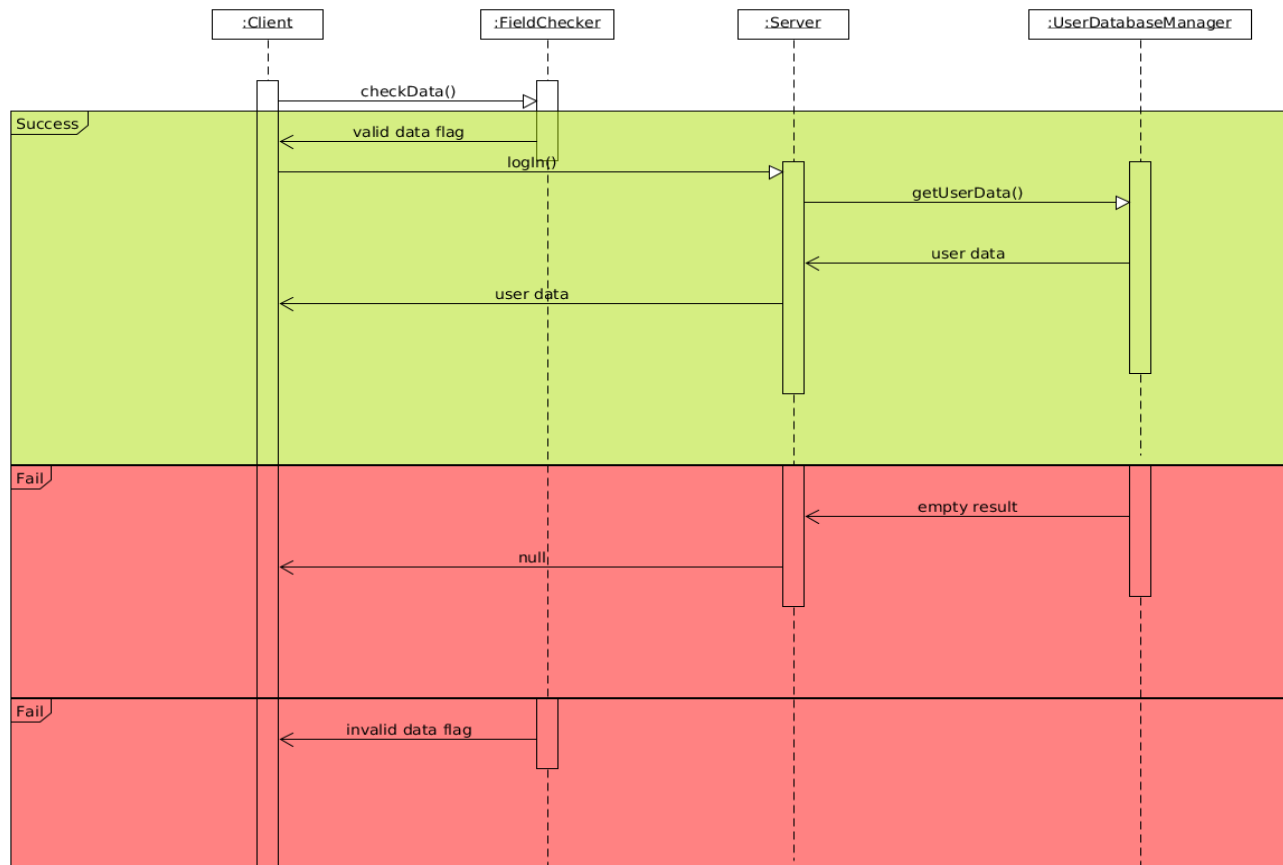 :Client
:FieldChecker
:Server
:UserDatabaseManager
checkData()
Success
valid data flag
logIn()
getUserData()
user data
user data
Fail
empty result
null
Fail
invalid data flag